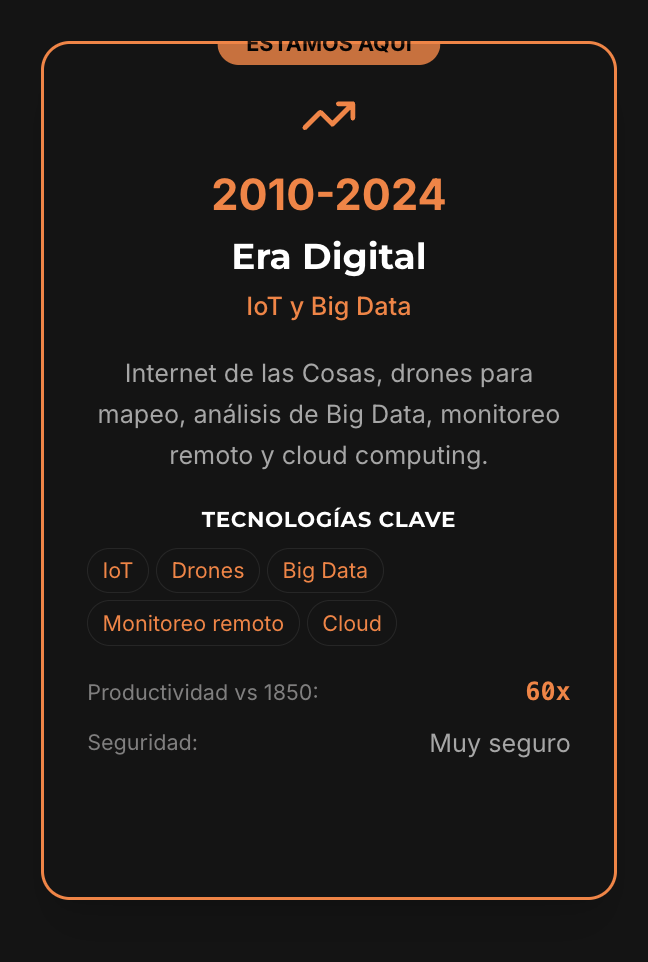 ESTAMOS AQUÍ
2010-2024
Era Digital
IoT y Big Data
Internet de las Cosas, drones para
mapeo, análisis de Big Data, monitoreo
remoto y cloud computing.
TECNOLOGÍAS CLAVE
IoT Drones Big Data
Monitoreo remoto Cloud
Productividad vs 1850: 60x
Seguridad: Muy seguro